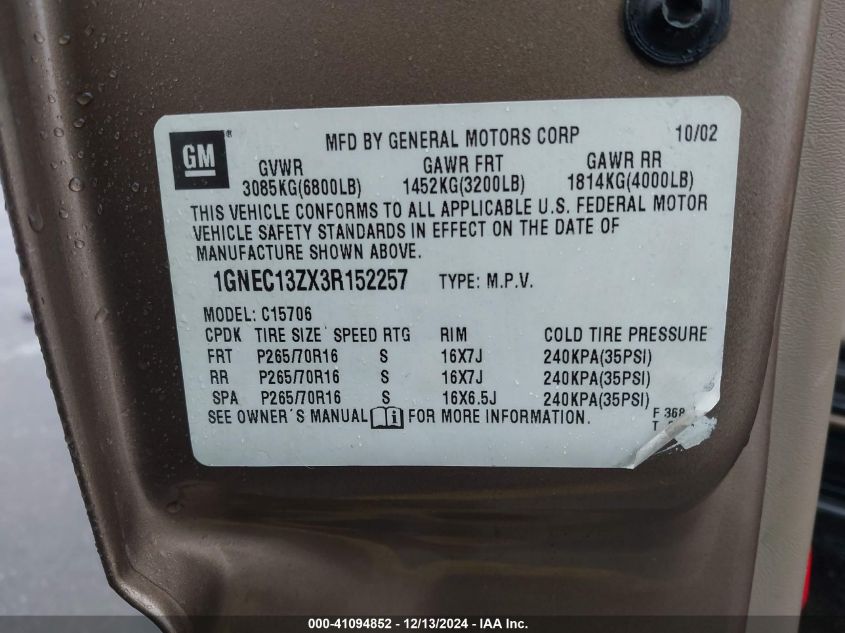 GM® MFD BY GENERAL MOTORS CORP 10/02
GVWR GAWR FRT GAWR RR
3085KG(6800LB) 1452KG(3200LB) 1814KG(4000LB)
THIS VEHICLE CONFORMS TO ALL APPLICABLE U.S. FEDERAL MOTOR
VEHICLE SAFETY STANDARDS IN EFFECT ON THE DATE OF
MANUFACTURE SHOWN ABOVE.
1GNEC13ZX3R152257 TYPE: M.P.V.
MODEL: C15706
CPDK TIRE SIZE SPEED RTG RIM COLD TIRE PRESSURE
FRT P265/70R16 S 16X7J 240KPA(35PSI)
RR P265/70R16 S 16X7J 240KPA(35PSI)
SPA P265/70R16 S 16X6.5J 240KPA(35PSI)
SEE OWNER'S MANUAL FOR MORE INFORMATION. F 368
T
000-41094852 - 12/13/2024 - IAA Inc.